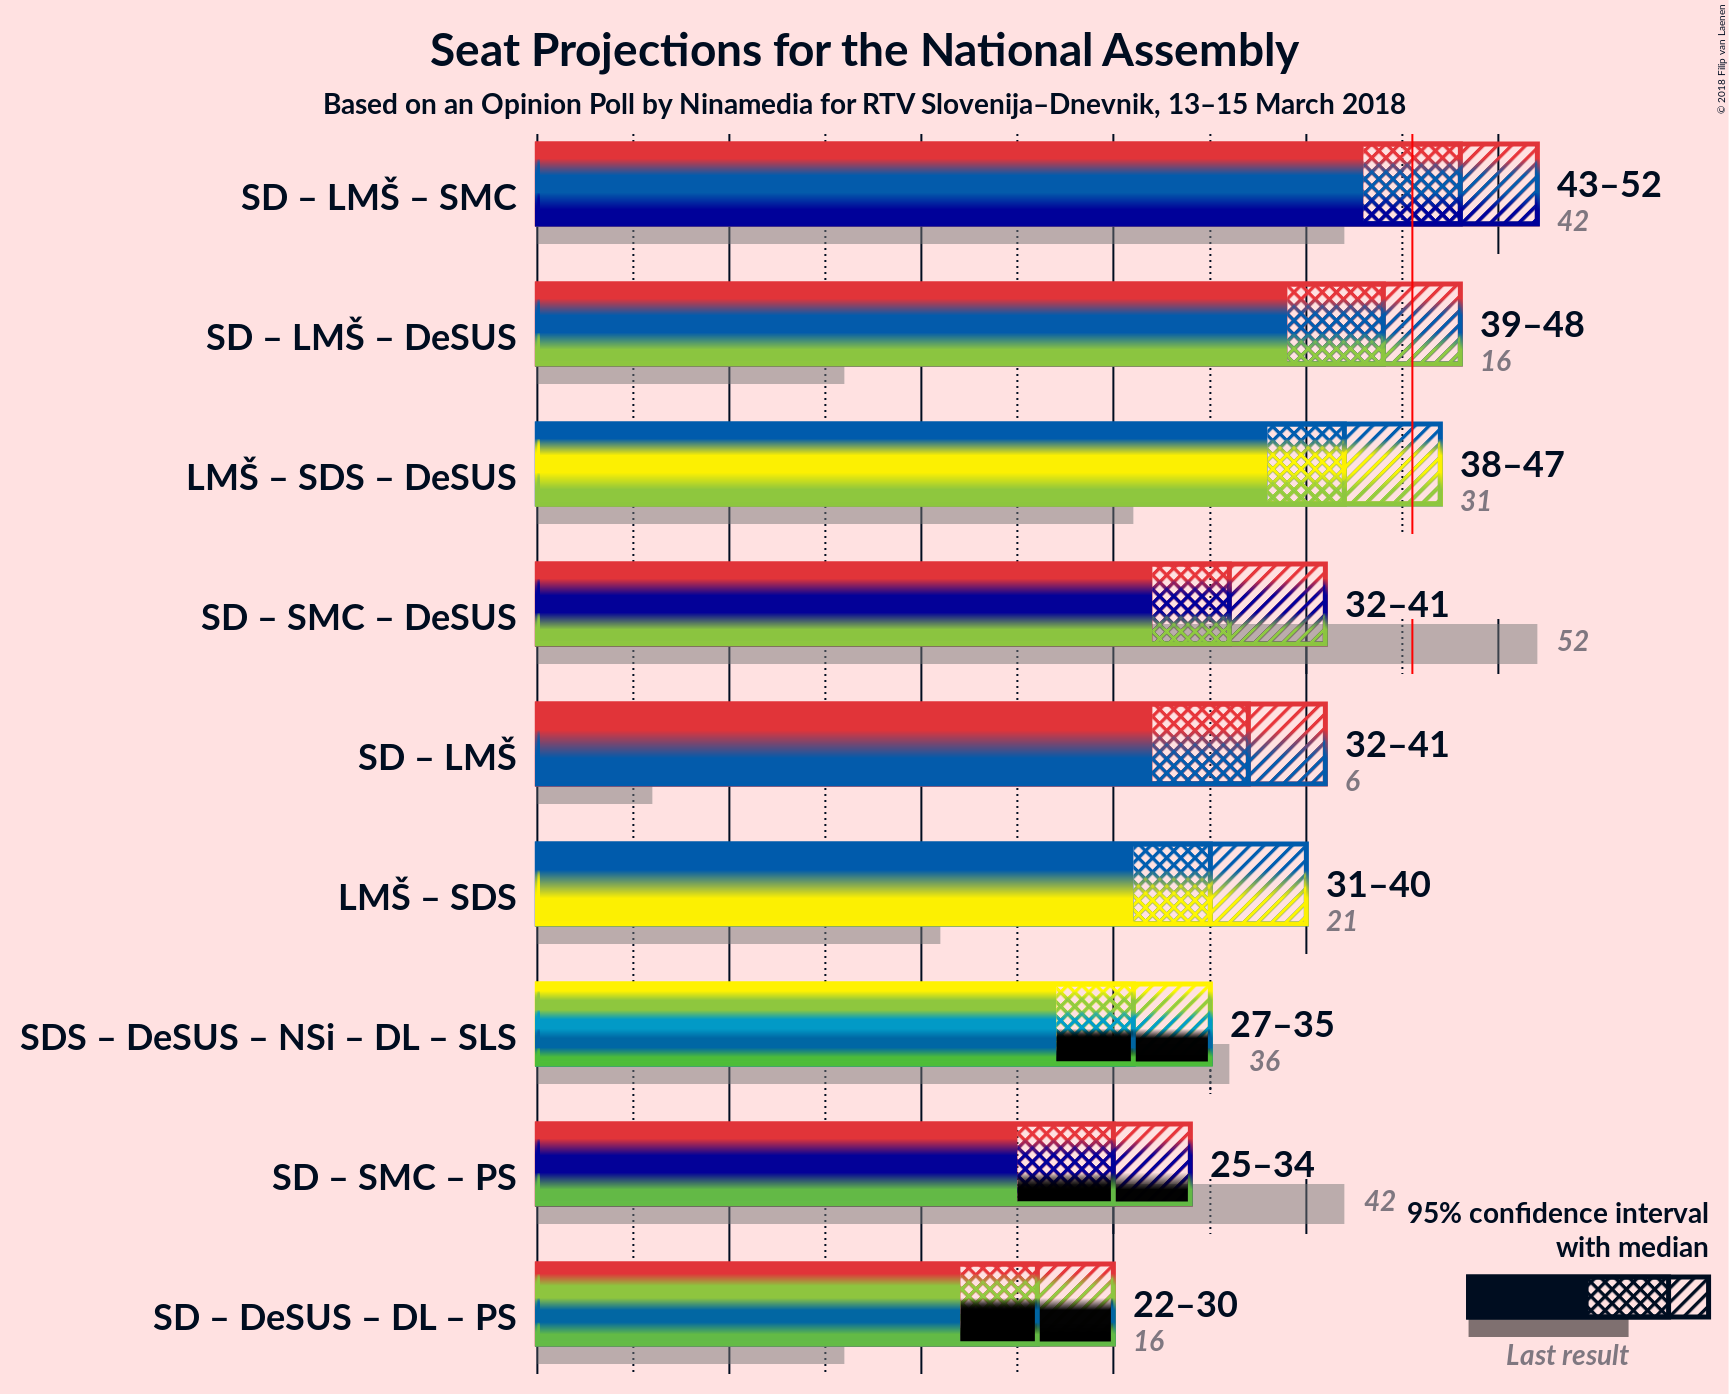 Seat Projections for the National Assembly
Based on an Opinion Poll by Ninamedia for RTV Slovenija–Dnevnik, 13–15 March 2018
© 2018 Filip van Laenen
SD – LMŠ – SMC
43–52
42
SD – LMŠ – DeSUS
39–48
16
LMŠ – SDS – DeSUS
38–47
31
SD – SMC – DeSUS
32–41
52
SD – LMŠ
32–41
6
LMŠ – SDS
31–40
21
SDS – DeSUS – NSi – DL – SLS
27–35
36
SD – SMC – PS
25–34
42
SD – DeSUS – DL – PS
22–30
16
95% confidence interval
with median
Last result